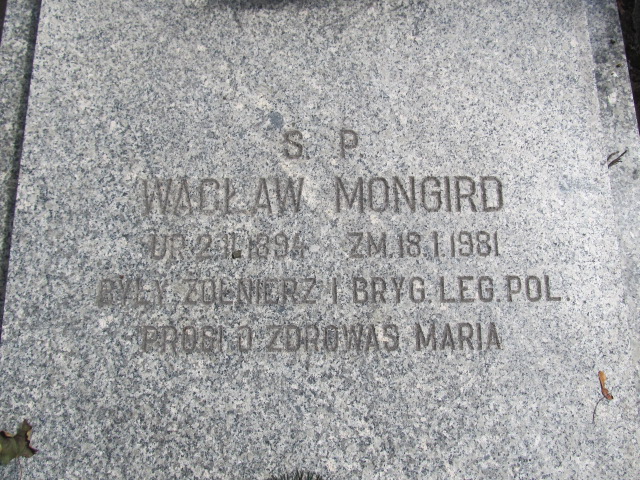 Ś. P.
WACŁAW MONGIRD
UR. 2.II.1894 ZM. 18.I.1981
BYŁY ŻOŁNIERZ I BRYG. LEG. POL.
PROSI O ZDROWAŚ MARIA